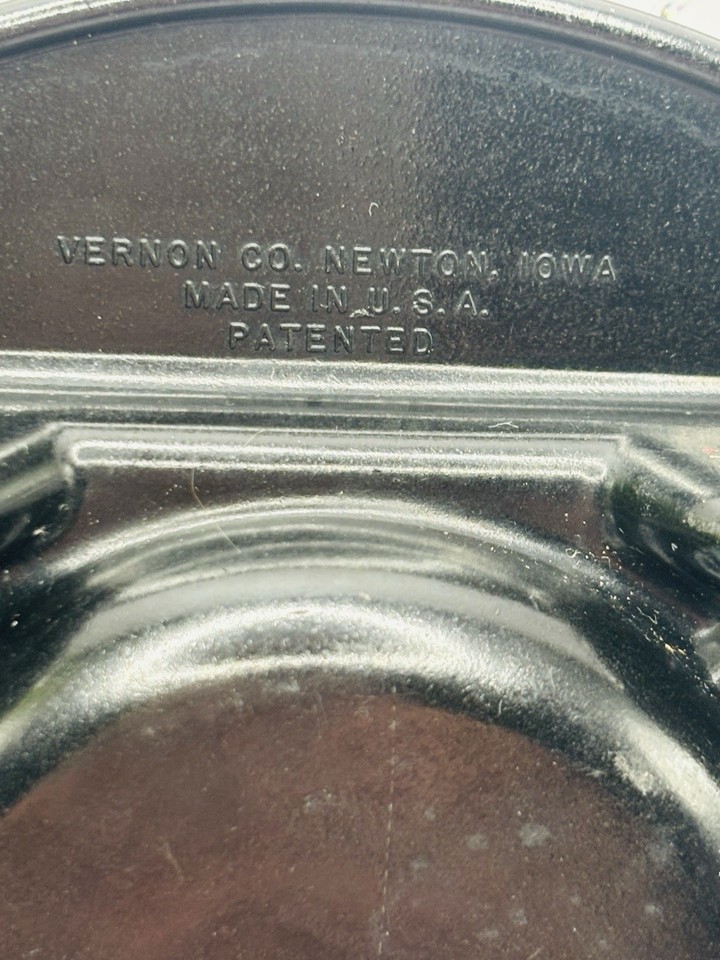 VERNON CO. NEWTON, IOWA
MADE IN U.S.A.
PATENTED